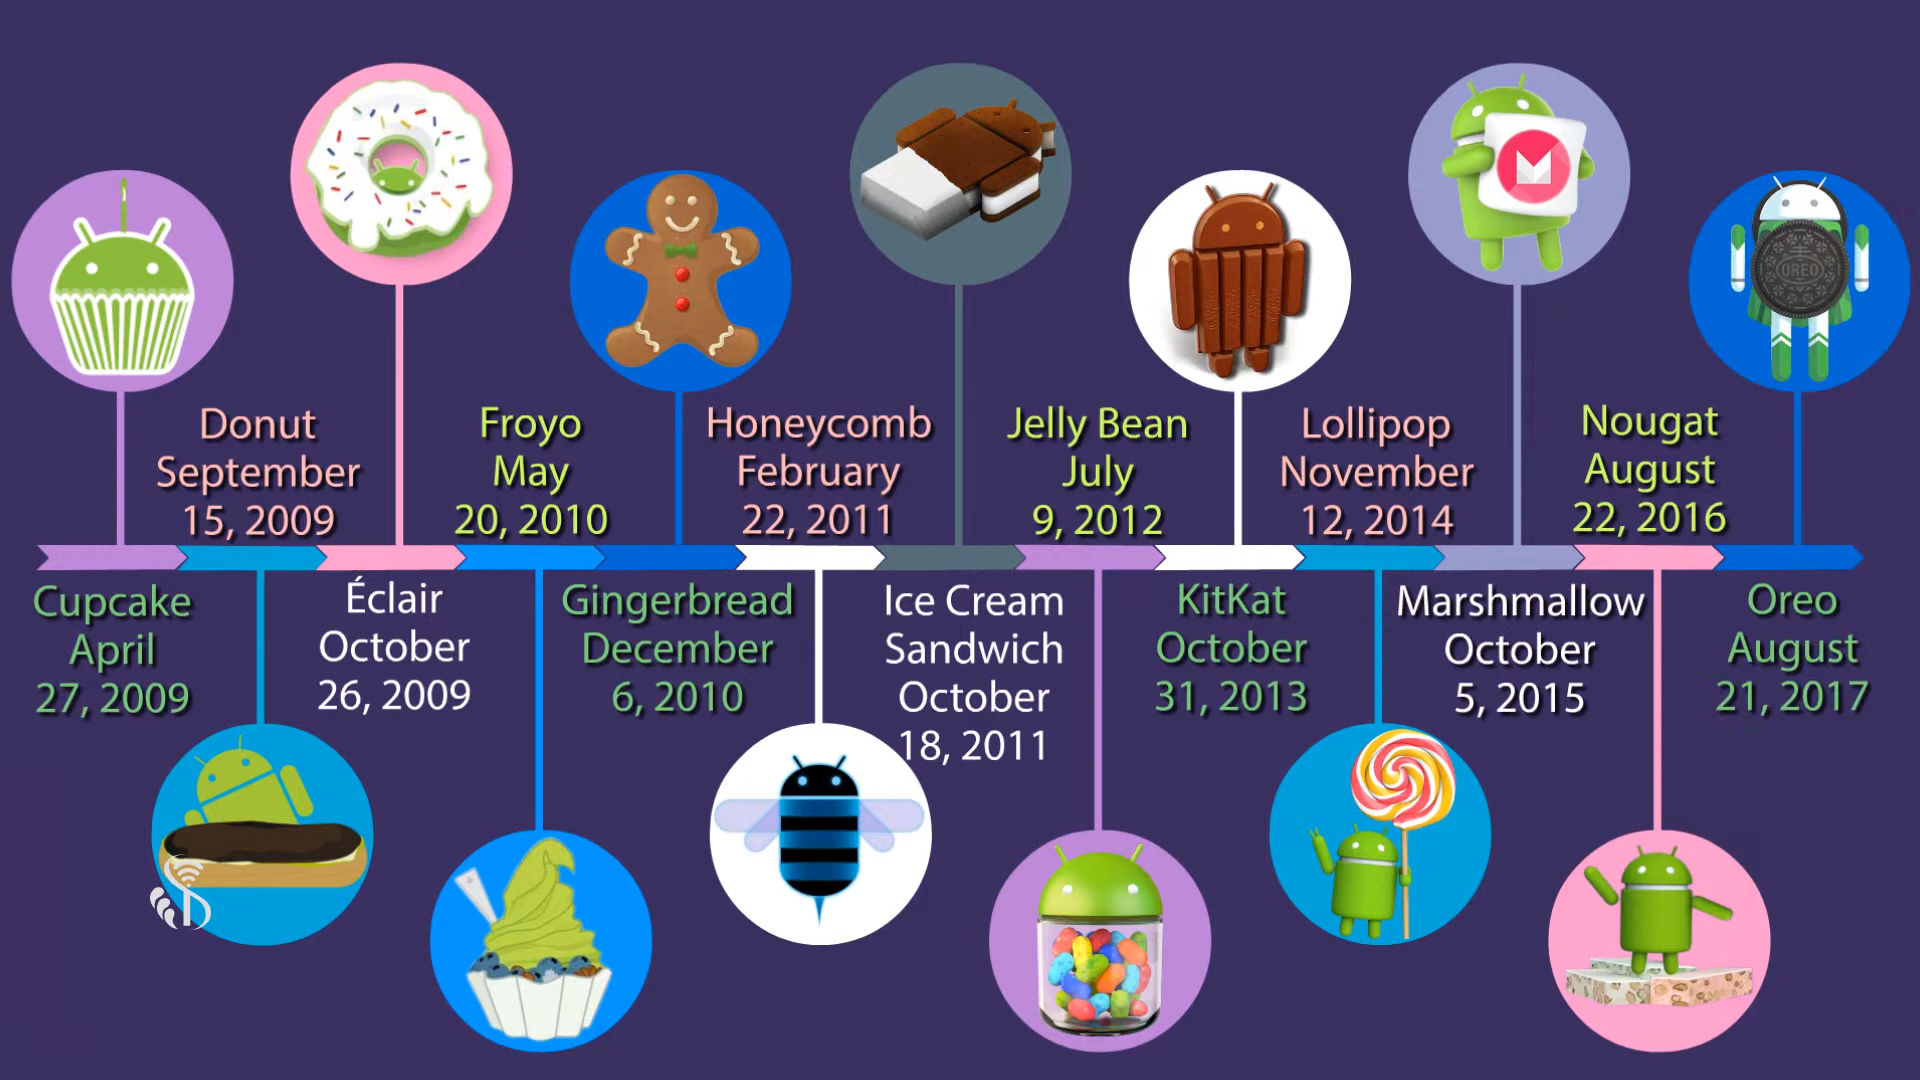 Cupcake
April
27, 2009
Donut
September
15, 2009
Éclair
October
26, 2009
Froyo
May
20, 2010
Gingerbread
December
6, 2010
Honeycomb
February
22, 2011
Ice Cream
Sandwich
October
18, 2011
Jelly Bean
July
9, 2012
KitKat
October
31, 2013
Lollipop
November
12, 2014
Marshmallow
October
5, 2015
M
Nougat
August
22, 2016
Oreo
August
21, 2017
OREO